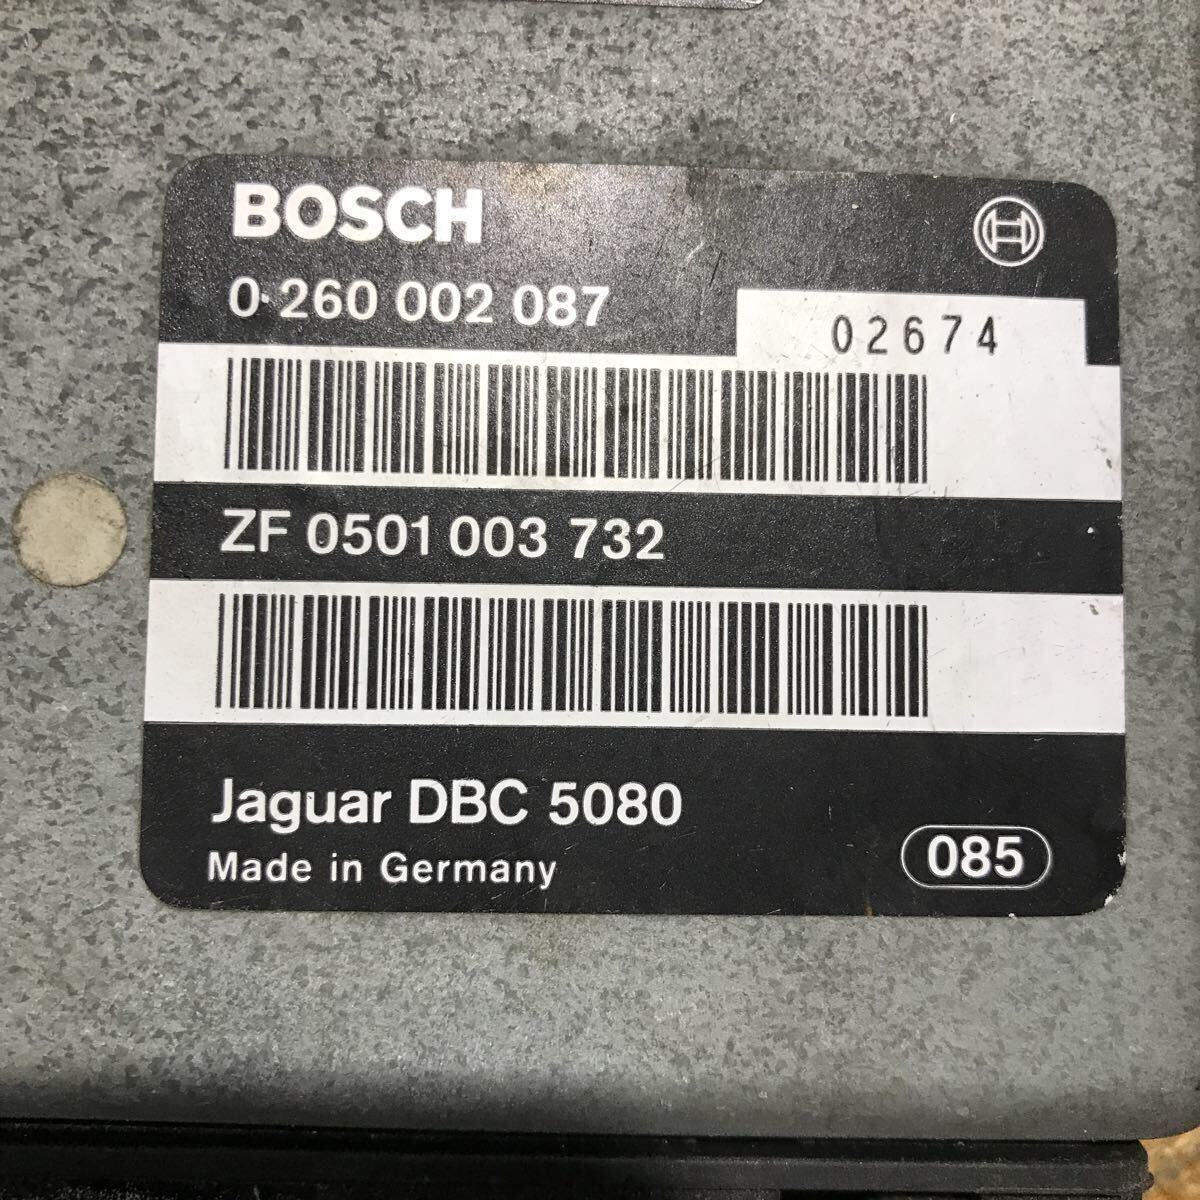 BOSCH
0 260 002 087
02674
ZF 0501 003 732
Jaguar DBC 5080
Made in Germany
085